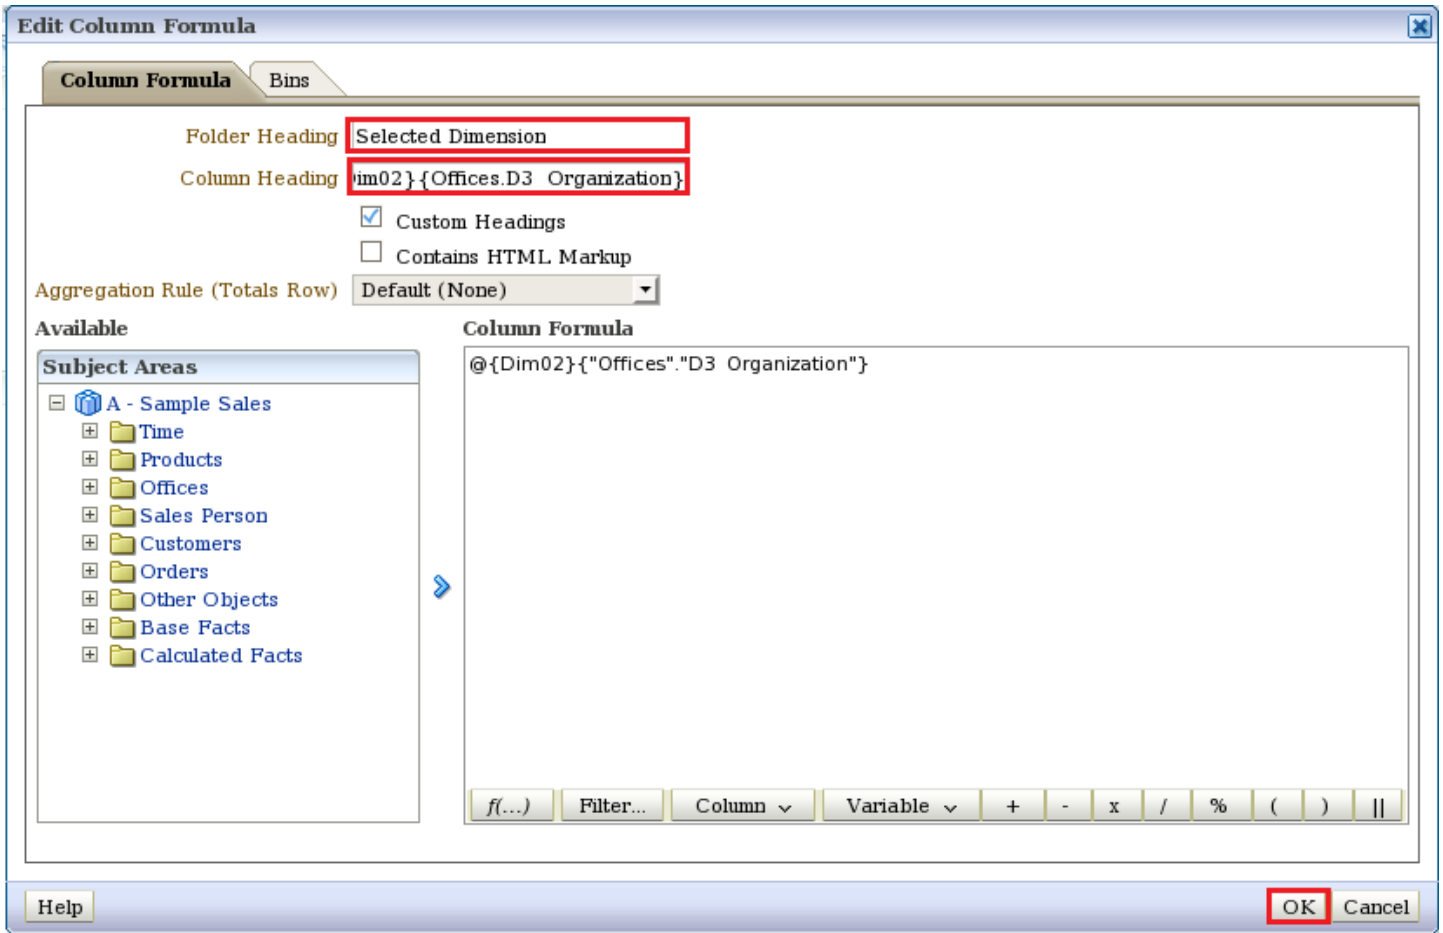 Edit Column Formula
Column Formula
Bins
Folder Heading Selected Dimension
Column Heading im02}{Offices.D3 Organization}
Custom Headings
Contains HTML Markup
Aggregation Rule (Totals Row) Default (None)
Available
Column Formula
Subject Areas
@{Dim02}{"Offices"."D3 Organization"}
A - Sample Sales
Time
Products
Offices
Sales Person
Customers
Orders
Other Objects
Base Facts
Calculated Facts
f(...) Filter... Column Variable + - x / % ( ) ||
Help OK Cancel